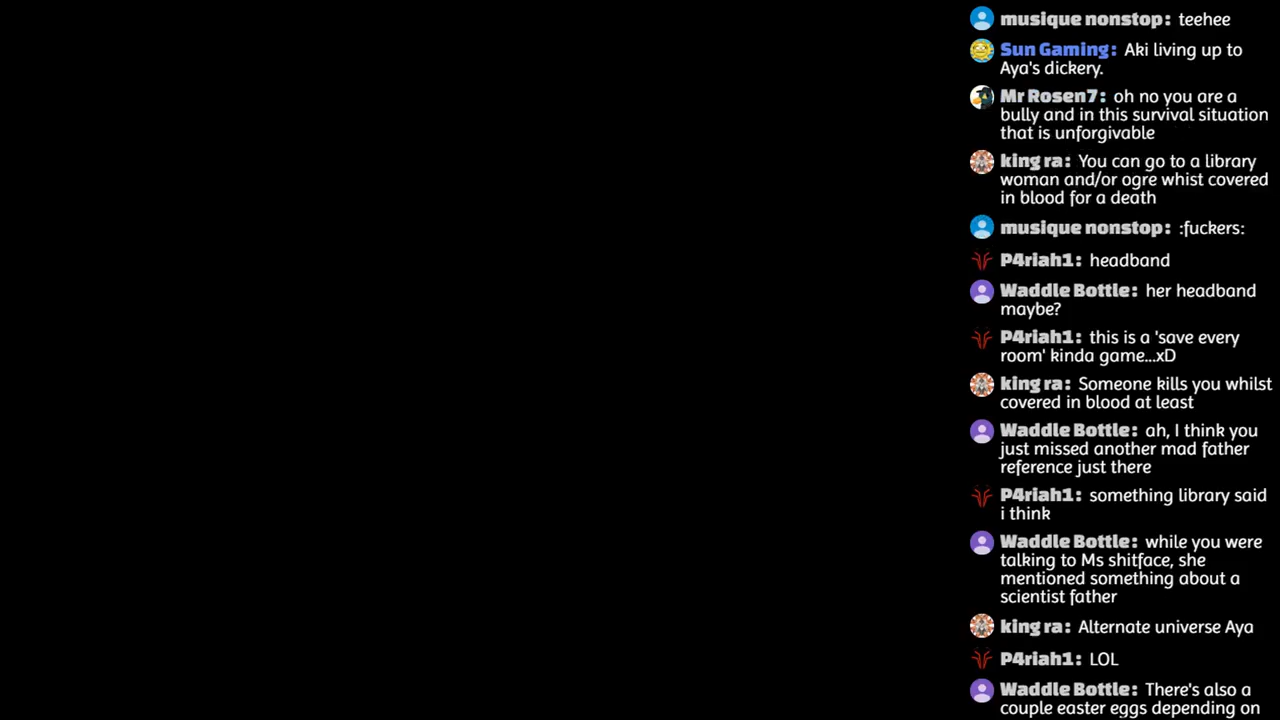 musique nonstop: teehee
Sun Gaming: Aki living up to
Aya's dickery.
Mr Rosen7: oh no you are a
bully and in this survival situation
that is unforgivable
king ra: You can go to a library
woman and/or ogre whist covered
in blood for a death
musique nonstop: :fuckers:
P4riah1: headband
Waddle Bottle: her headband
maybe?
P4riah1: this is a 'save every
room' kinda game...xD
king ra: Someone kills you whilst
covered in blood at least
Waddle Bottle: ah, I think you
just missed another mad father
reference just there
P4riah1: something library said
i think
Waddle Bottle: while you were
talking to Ms shitface, she
mentioned something about a
scientist father
king ra: Alternate universe Aya
P4riah1: LOL
Waddle Bottle: There's also a
couple easter eggs depending on